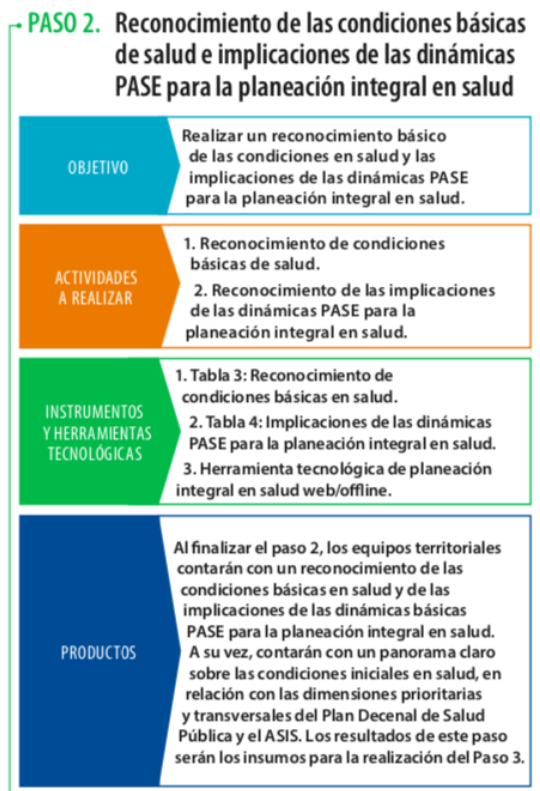 PASO 2. Reconocimiento de las condiciones básicas
de salud e implicaciones de las dinámicas
PASE para la planeación integral en salud
OBJETIVO
Realizar un reconocimiento básico
de las condiciones en salud y las
implicaciones de las dinámicas PASE
para la planeación integral en salud.
ACTIVIDADES
A REALIZAR
1. Reconocimiento de condiciones
básicas de salud.
2. Reconocimiento de las implicaciones
de las dinámicas PASE para la
planeación integral en salud.
INSTRUMENTOS
Y HERRAMIENTAS
TECNOLÓGICAS
1. Tabla 3: Reconocimiento de
condiciones básicas en salud.
2. Tabla 4: Implicaciones de las dinámicas
PASE para la planeación integral en salud.
3. Herramienta tecnológica de planeación
integral en salud web/offline.
PRODUCTOS
Al finalizar el paso 2, los equipos territoriales
contarán con un reconocimiento de las
condiciones básicas en salud y de las
implicaciones de las dinámicas básicas
PASE para la planeación integral en salud.
A su vez, contarán con un panorama claro
sobre las condiciones iniciales en salud, en
relación con las dimensiones prioritarias
y transversales del Plan Decenal de Salud
Pública y el ASIS. Los resultados de este paso
serán los insumos para la realización del Paso 3.